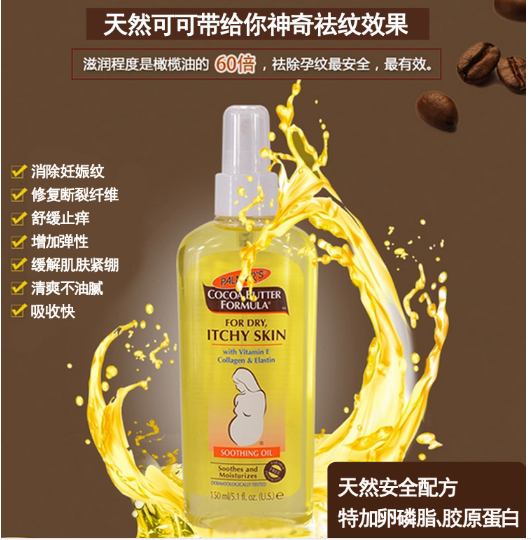 天然可可带给你神奇祛纹效果
滋润程度是橄榄油的 60倍，祛除孕纹最安全，最有效。
消除妊娠纹
修复断裂纤维
舒缓止痒
增加弹性
缓解肌肤紧绷
清爽不油腻
吸收快
PALMER'S
COCOA BUTTER
FORMULA
FOR DRY,
ITCHY SKIN
with Vitamin E
Collagen & Elastin
SOOTHING OIL
Soothes and
Moisturizes
DERMATOLOGICALLY TESTED
150 ml/5.1 fl. oz. (U.S.) e
天然安全配方
特加卵磷脂、胶原蛋白